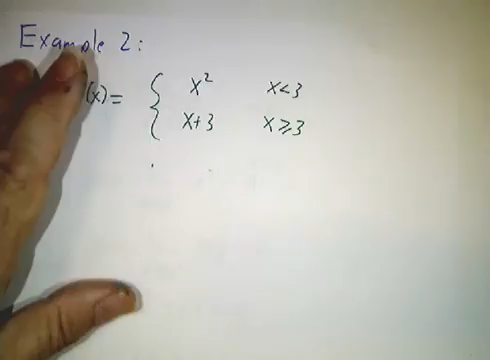 Example 2:
(x) = { x² x<3
x+3 x≥3